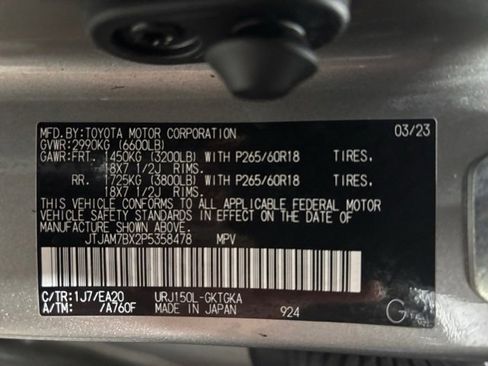 MFD.BY:TOYOTA MOTOR CORPORATION 03/23
GVWR:2990KG (6600LB)
GAWR:FRT. 1450KG (3200LB) WITH P265/60R18 TIRES.
18X7 1/2J RIMS.
RR. 1725KG (3800LB) WITH P265/60R18 TIRES.
18X7 1/2J RIMS.
THIS VEHICLE CONFORMS TO ALL APPLICABLE FEDERAL MOTOR
VEHICLE SAFETY STANDARDS IN EFFECT ON THE DATE OF
MANUFACTURE SHOWN ABOVE.
JTJAM7BX2P5358478 MPV
C/TR:1J7/EA20 URJ150L-GKTGKA
A/TM: /A760F MADE IN JAPAN 924 G